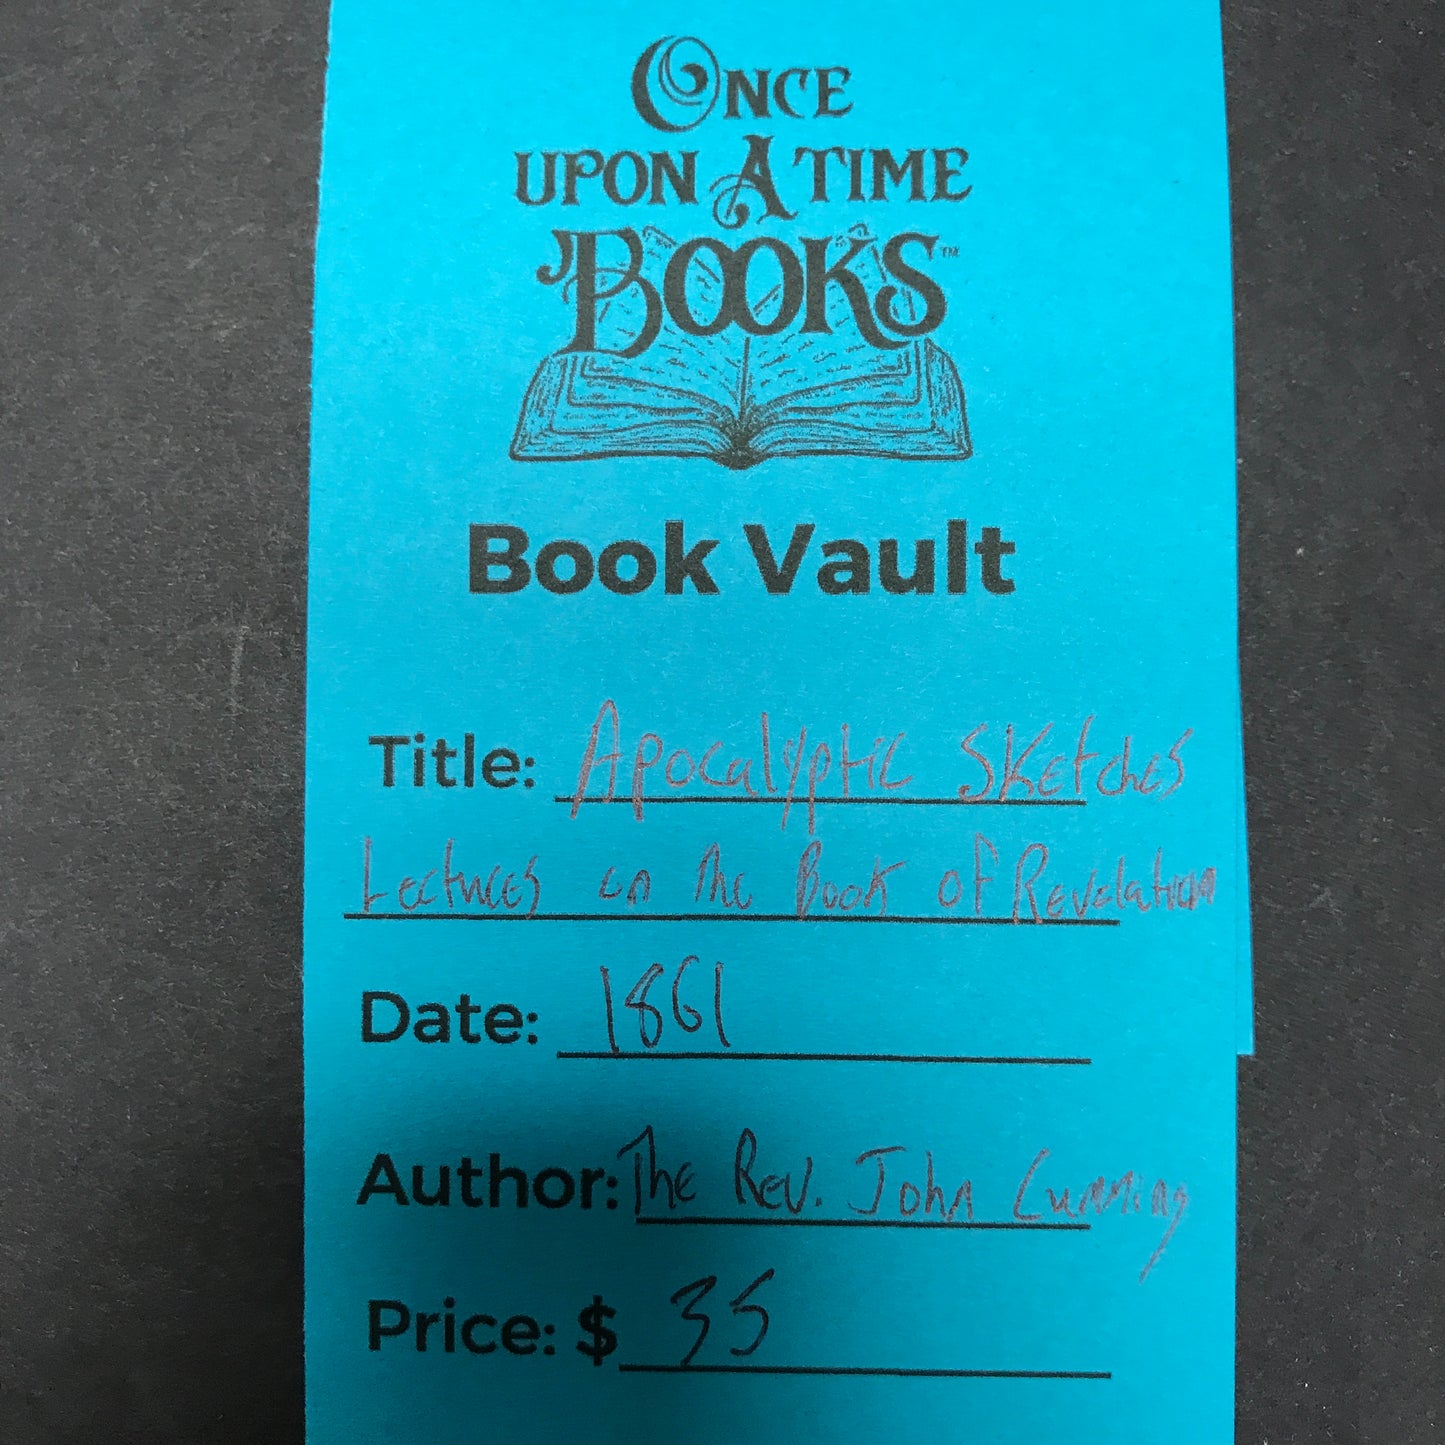 ONCE
UPON A TIME
BOOKS™
Book Vault
Title: Apocalyptic Sketches
Lectures on the Book of Revelation
Date: 1861
Author: The Rev. John Cumming
Price: $ 35